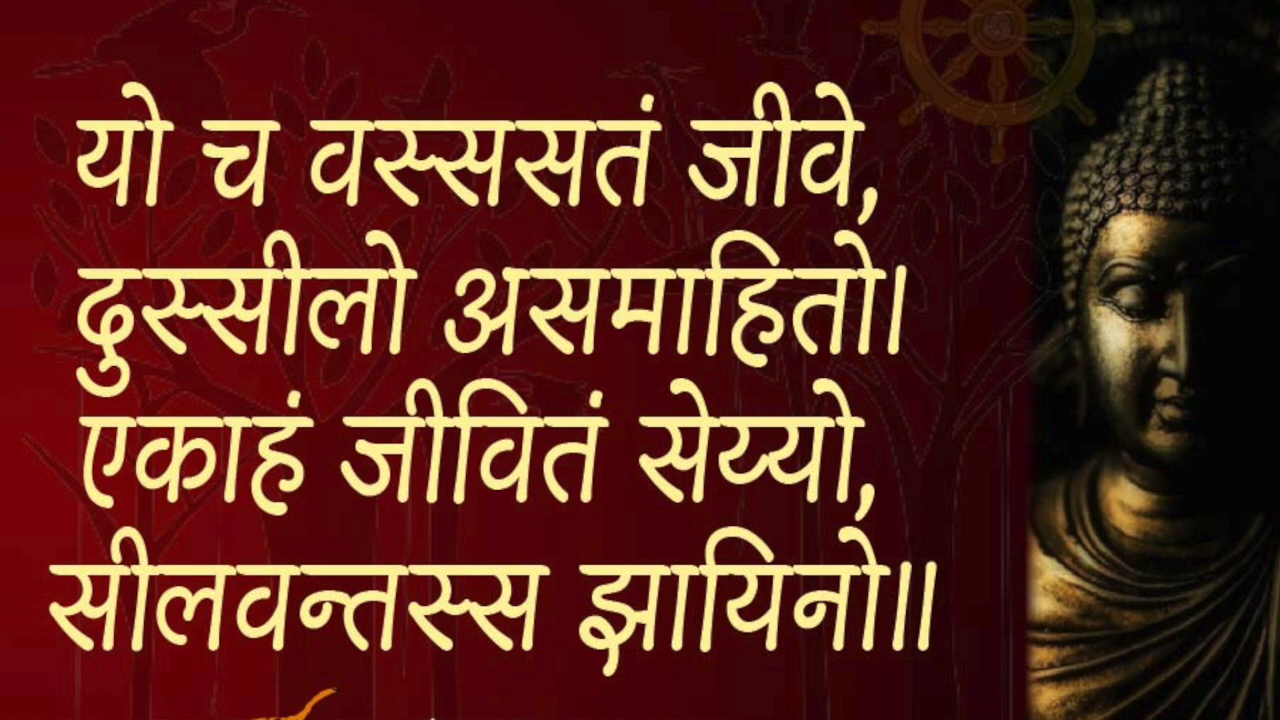 यो च वस्ससतं जीवे,
दुस्सीलो असमाहितो।
एकाहं जीवितं सेय्यो,
सीलवन्तस्स झायिनो॥